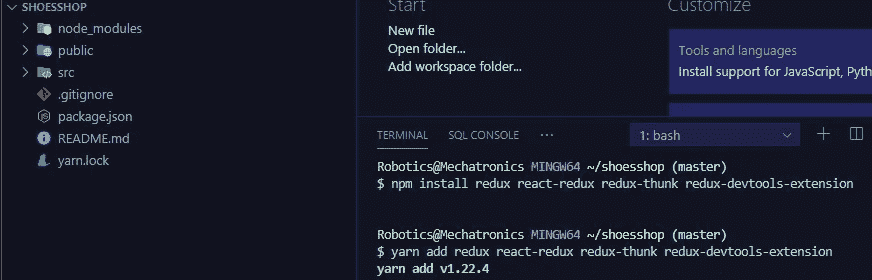 SHOESSHOP
node_modules
public
src
.gitignore
package.json
README.md
yarn.lock
Start
New file
Open folder...
Add workspace folder...
Customize
Tools and languages
Install support for JavaScript, Pyth
TERMINAL SQL CONSOLE ... 1: bash
Robotics@Mechatronics MINGW64 ~/shoesshop (master)
$ npm install redux react-redux redux-thunk redux-devtools-extension
Robotics@Mechatronics MINGW64 ~/shoesshop (master)
$ yarn add redux react-redux redux-thunk redux-devtools-extension
yarn add v1.22.4